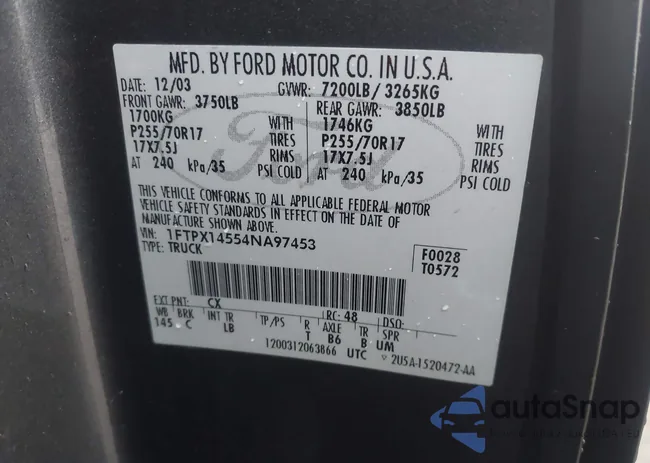 MFD. BY FORD MOTOR CO. IN U.S.A.
DATE: 12/03 GVWR: 7200LB/ 3265KG
FRONT GAWR: 3750LB REAR GAWR: 3850LB
1700KG WITH 1746KG WITH
P255/70R17 TIRES P255/70R17 TIRES
17X7.5J RIMS 17X7.5J RIMS
AT 240 kPa/35 PSI COLD AT 240 kPa/35 PSI COLD
Ford
THIS VEHICLE CONFORMS TO ALL APPLICABLE FEDERAL MOTOR
VEHICLE SAFETY STANDARDS IN EFFECT ON THE DATE OF
MANUFACTURE SHOWN ABOVE.
VIN: 1FTPX14554NA97453
TYPE: TRUCK
F0028
T0572
EXT PNT: CX RC: 48 DSO:
WB BRK INT TR TP/PS R AXLE TR SPR
145 C LB T B6 B UM
1200312063866 UTC ▽ 2U5A-1520472-AA
autoSnap